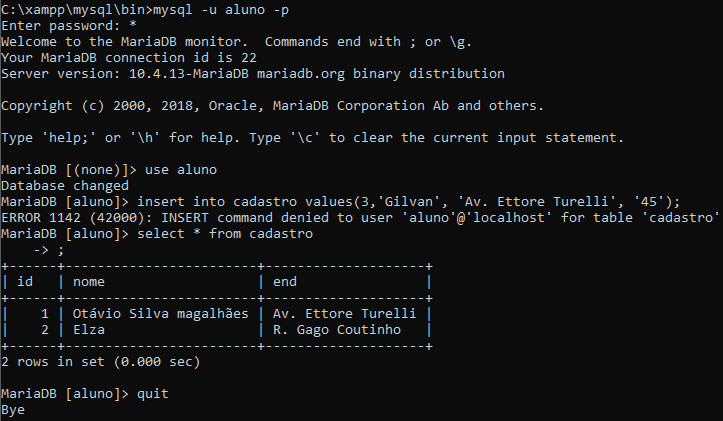 C:\xampp\mysql\bin>mysql -u aluno -p
Enter password: *
Welcome to the MariaDB monitor.  Commands end with ; or \g.
Your MariaDB connection id is 22
Server version: 10.4.13-MariaDB mariadb.org binary distribution

Copyright (c) 2000, 2018, Oracle, MariaDB Corporation Ab and others.

Type 'help;' or '\h' for help. Type '\c' to clear the current input statement.

MariaDB [(none)]> use aluno
Database changed
MariaDB [aluno]> insert into cadastro values(3,'Gilvan', 'Av. Ettore Turelli', '45');
ERROR 1142 (42000): INSERT command denied to user 'aluno'@'localhost' for table 'cadastro'
MariaDB [aluno]> select * from cadastro
    -> ;
+------+------------------------+--------------------+
| id   | nome                   | end                |
+------+------------------------+--------------------+
|    1 | Otávio Silva magalhães | Av. Ettore Turelli |
|    2 | Elza                   | R. Gago Coutinho   |
+------+------------------------+--------------------+
2 rows in set (0.000 sec)

MariaDB [aluno]> quit
Bye